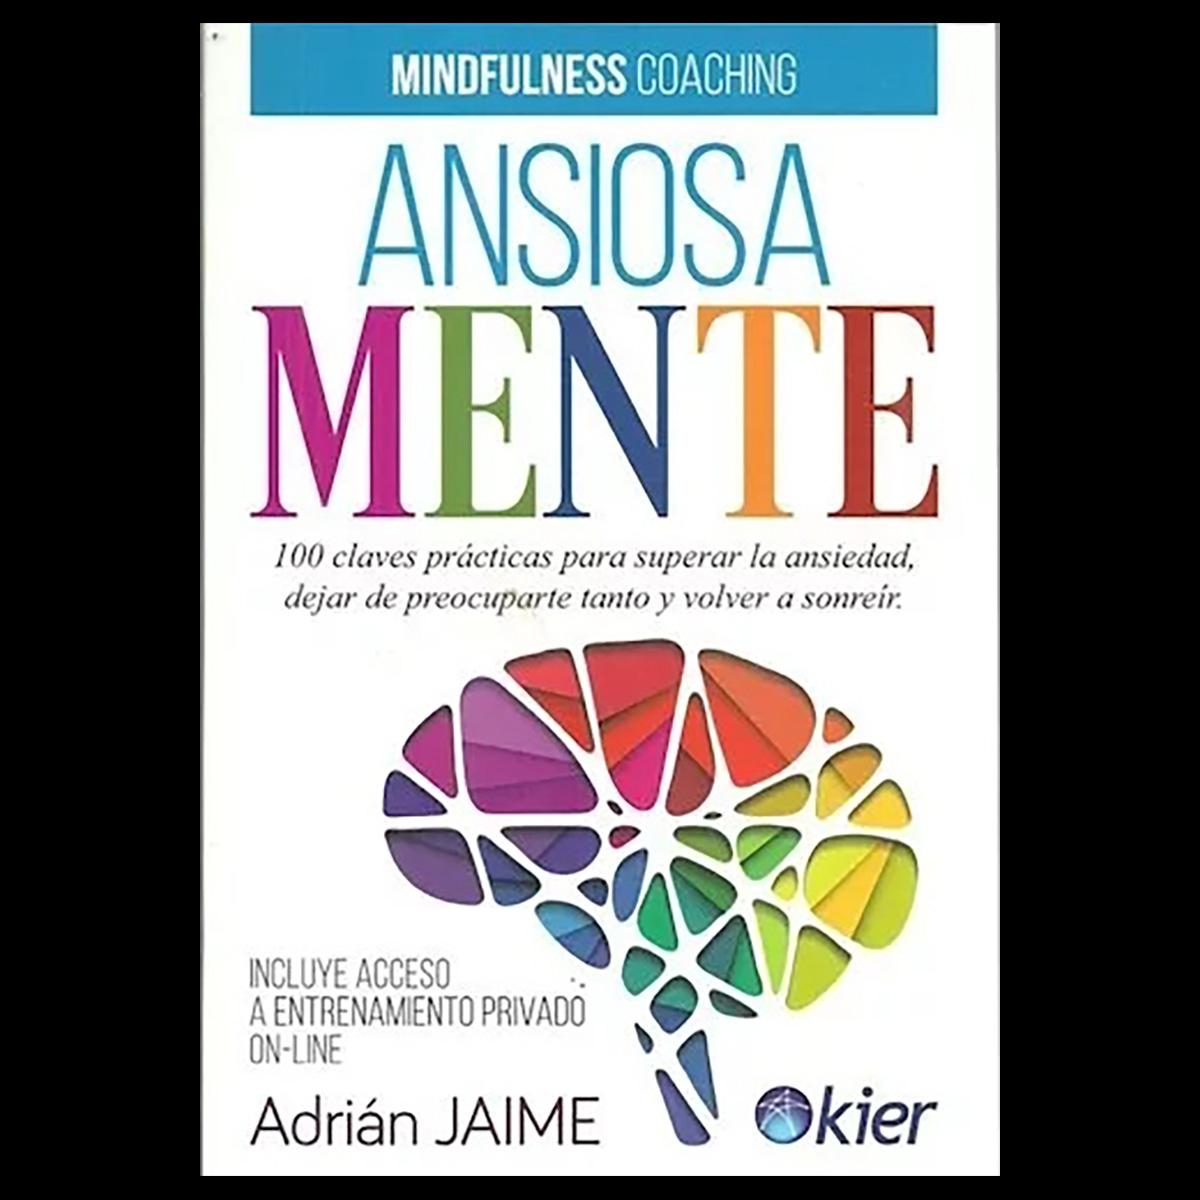 MINDFULNESS COACHING
ANSIOSA
MENTE
100 claves prácticas para superar la ansiedad,
dejar de preocuparte tanto y volver a sonreír.
INCLUYE ACCESO
A ENTRENAMIENTO PRIVADO
ON-LINE
Adrián JAIME
kier